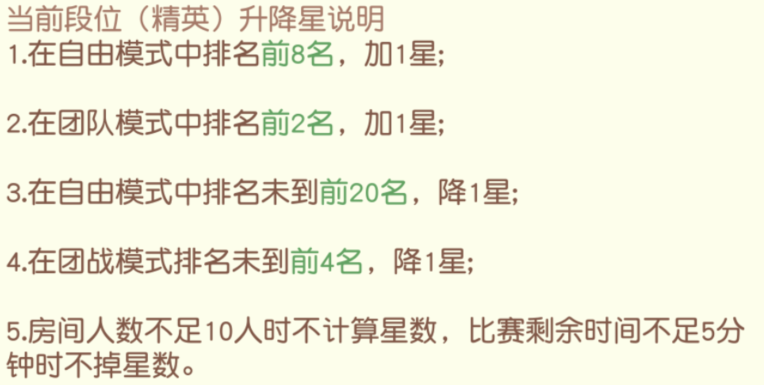 当前段位（精英）升降星说明
1.在自由模式中排名前8名，加1星;
2.在团队模式中排名前2名，加1星;
3.在自由模式中排名未到前20名，降1星;
4.在团战模式排名未到前4名，降1星;
5.房间人数不足10人时不计算星数，比赛剩余时间不足5分
钟时不掉星数。